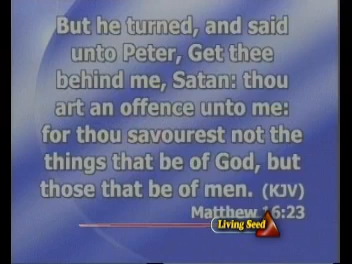 But he turned, and said
unto Peter, Get thee
behind me, Satan: thou
art an offence unto me:
for thou savourest not the
things that be of God, but
those that be of men. (KJV)
Matthew 16:23
Living Seed